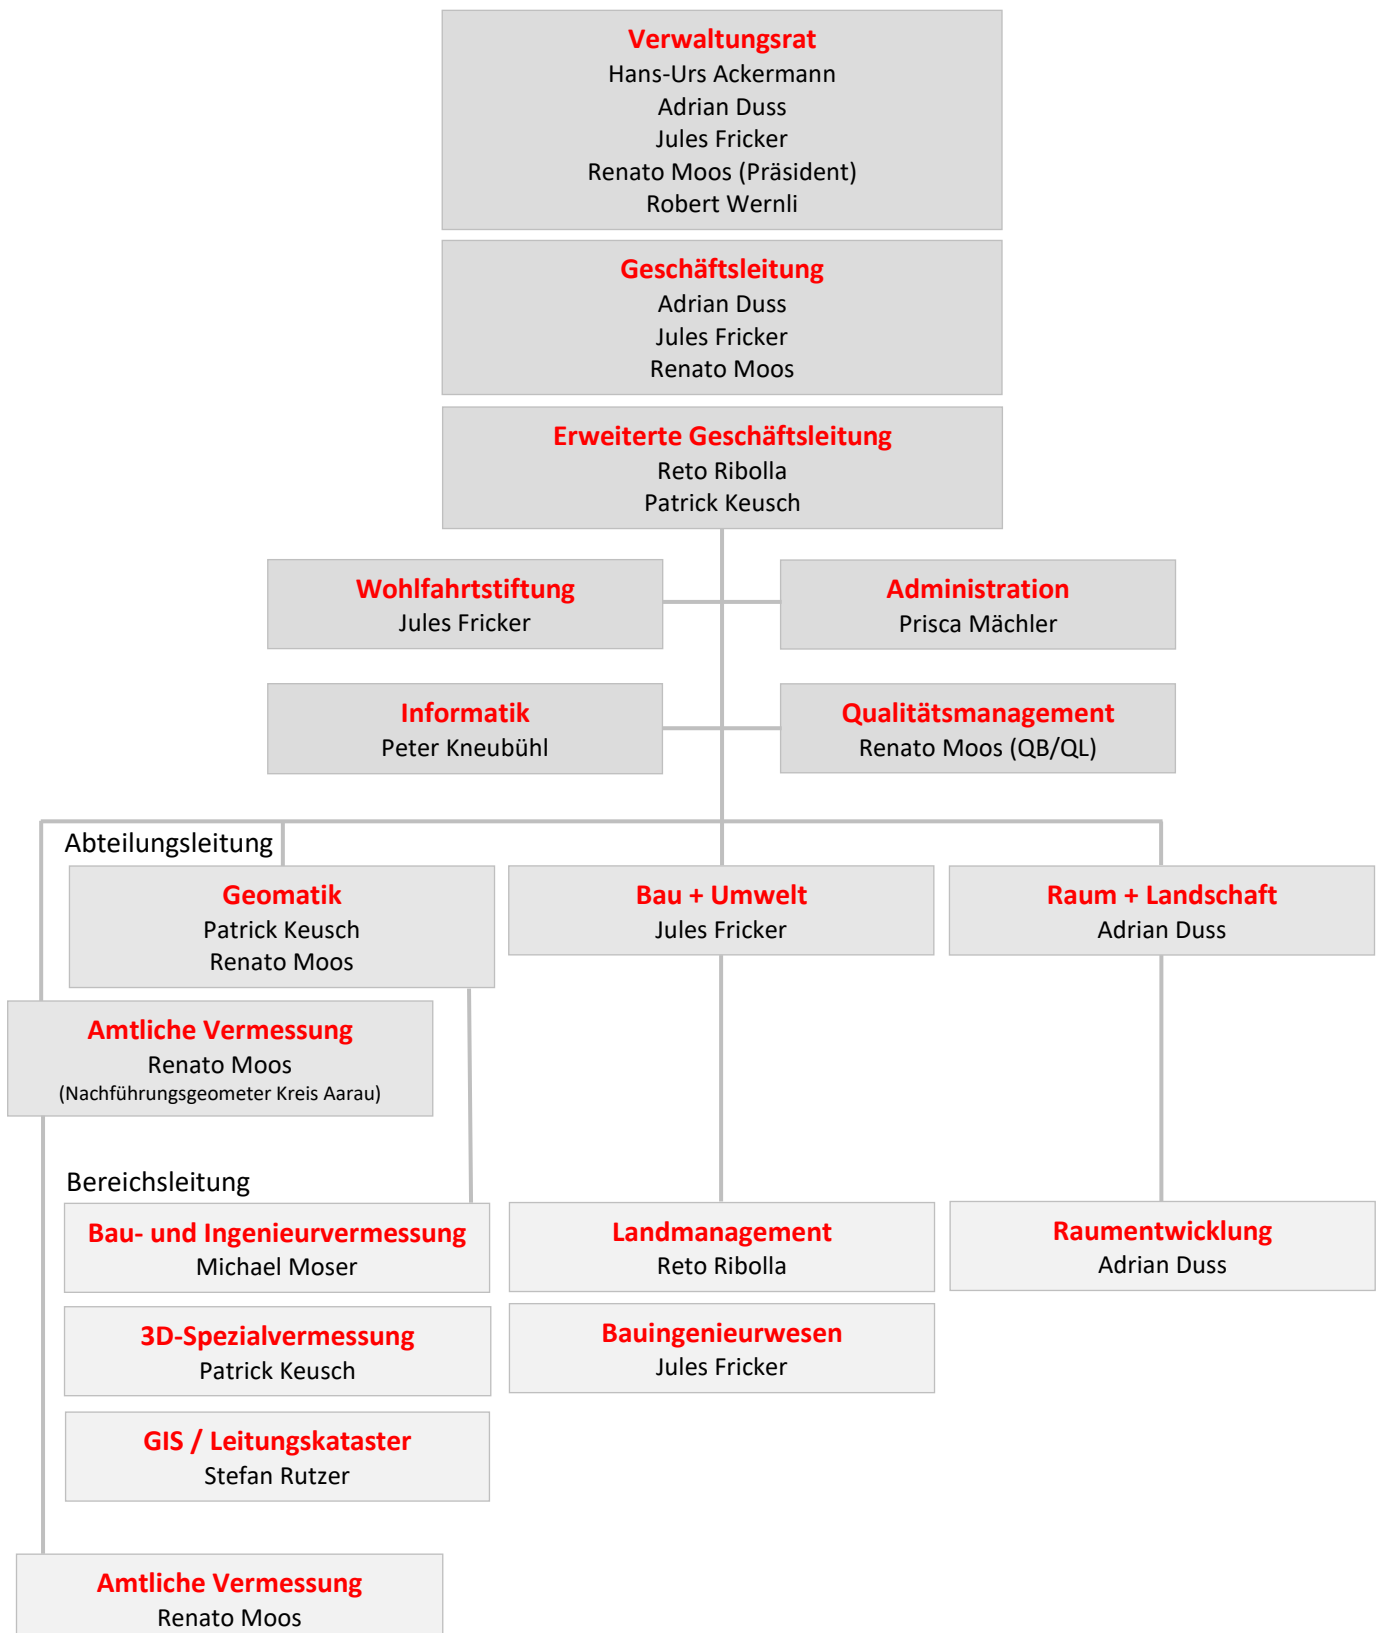 Verwaltungsrat
Hans-Urs Ackermann
Adrian Duss
Jules Fricker
Renato Moos (Präsident)
Robert Wernli
Geschäftsleitung
Adrian Duss
Jules Fricker
Renato Moos
Erweiterte Geschäftsleitung
Reto Ribolla
Patrick Keusch
Wohlfahrtstiftung
Jules Fricker
Administration
Prisca Mächler
Informatik
Peter Kneubühl
Qualitätsmanagement
Renato Moos (QB/QL)
Abteilungsleitung
Geomatik
Patrick Keusch
Renato Moos
Bau + Umwelt
Jules Fricker
Raum + Landschaft
Adrian Duss
Amtliche Vermessung
Renato Moos
(Nachführungsgeometer Kreis Aarau)
Bereichsleitung
Bau- und Ingenieurvermessung
Michael Moser
Landmanagement
Reto Ribolla
Raumentwicklung
Adrian Duss
3D-Spezialvermessung
Patrick Keusch
Bauingenieurwesen
Jules Fricker
GIS / Leitungskataster
Stefan Rutzer
Amtliche Vermessung
Renato Moos